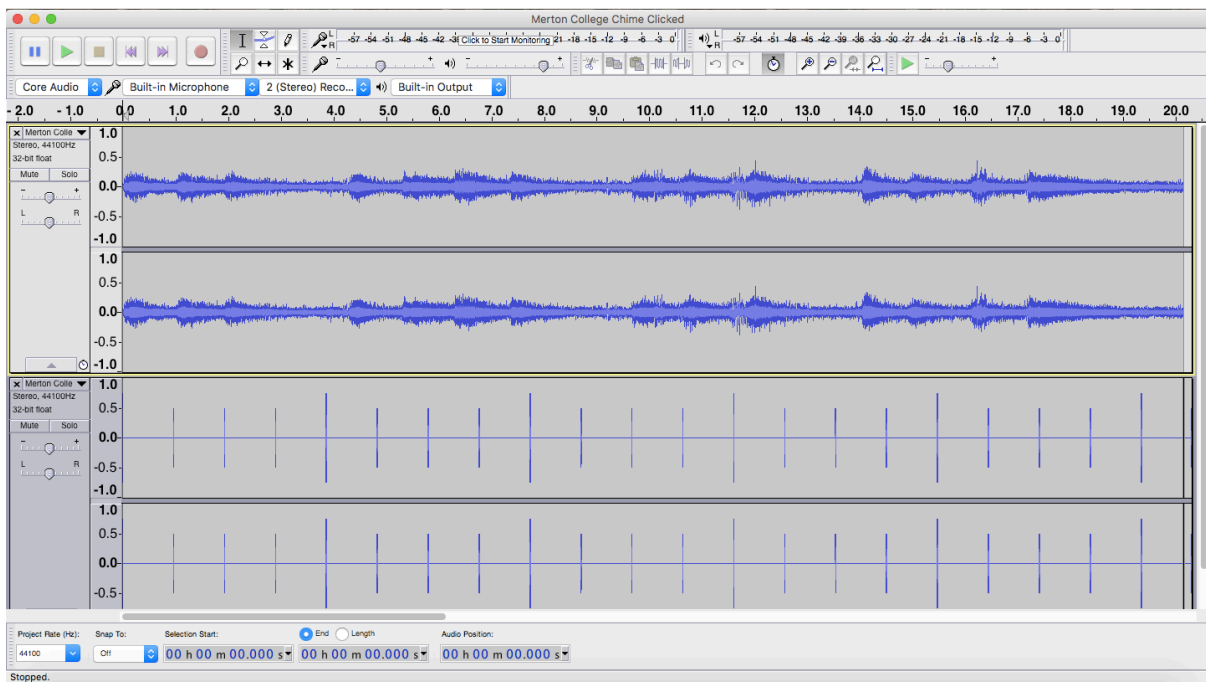 Merton College Chime Clicked
L R -57 -54 -51 -48 -45 -42 -3 Click to Start Monitoring 21 -18 -15 -12 -9 -6 -3 0
L R -57 -54 -51 -48 -45 -42 -39 -36 -33 -30 -27 -24 -21 -18 -15 -12 -9 -6 -3 0
- + - +
- +
Core Audio Built-in Microphone 2 (Stereo) Reco... Built-in Output
- 2.0 - 1.0 0.0 1.0 2.0 3.0 4.0 5.0 6.0 7.0 8.0 9.0 10.0 11.0 12.0 13.0 14.0 15.0 16.0 17.0 18.0 19.0 20.0
x Merton Colle 1.0
Stereo, 44100Hz
32-bit float 0.5-
Mute Solo
- + 0.0-
L R -0.5-
-1.0
1.0
0.5-
0.0-
-0.5-
-1.0
x Merton Colle 1.0
Stereo, 44100Hz
32-bit float 0.5-
Mute Solo
- + 0.0-
L R -0.5-
-1.0
1.0
0.5-
0.0-
-0.5-
Project Rate (Hz): Snap To: Selection Start: End Length Audio Position:
44100 Off 00 h 00 m 00.000 s 00 h 00 m 00.000 s 00 h 00 m 00.000 s
Stopped.